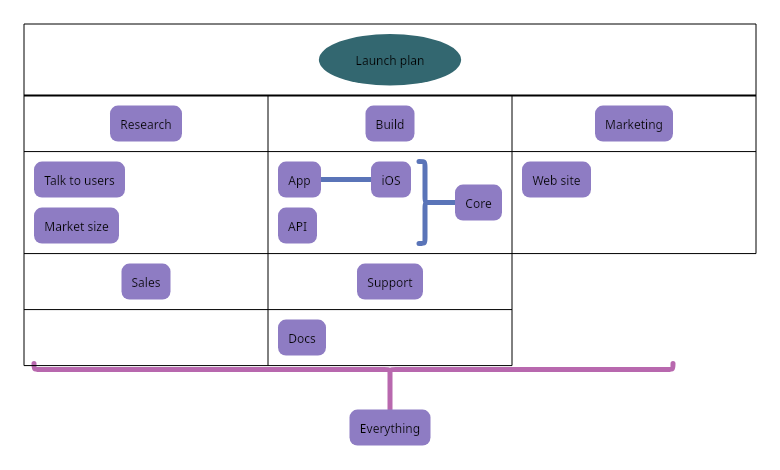 Launch plan
Research
Build
Marketing
Talk to users
Market size
App
iOS
API
Core
Web site
Sales
Support
Docs
Everything